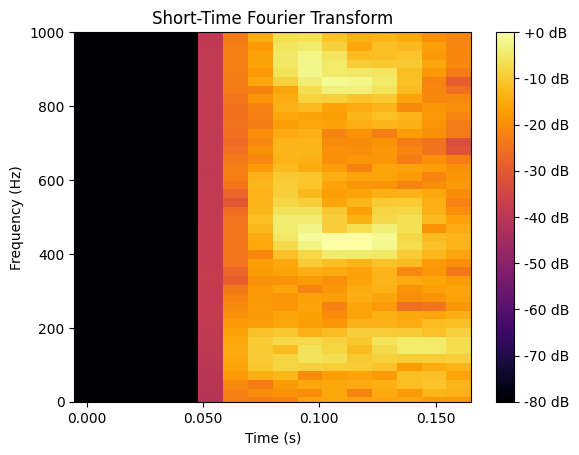 Short-Time Fourier Transform
1000
800
600
400
200
0
Frequency (Hz)
0.000
0.050
0.100
0.150
Time (s)
+0 dB
-10 dB
-20 dB
-30 dB
-40 dB
-50 dB
-60 dB
-70 dB
-80 dB